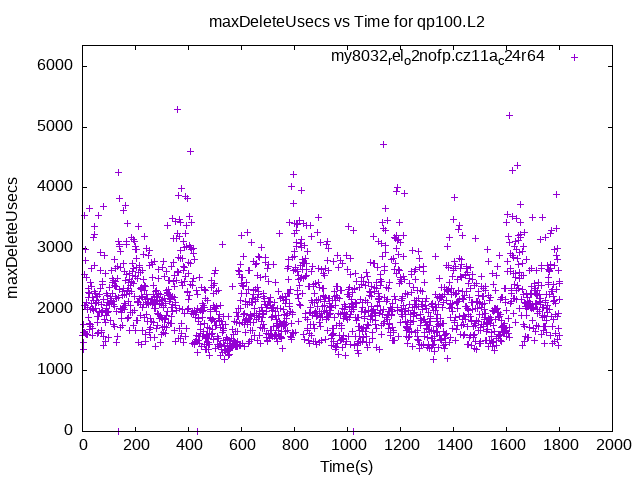 maxDeleteUsecs vs Time for qp100.L2
my8032relo2nofp.cz11ac24r64
maxDeleteUsecs
6000
5000
4000
3000
2000
1000
0
0 200 400 600 800 1000 1200 1400 1600 1800 2000
Time(s)